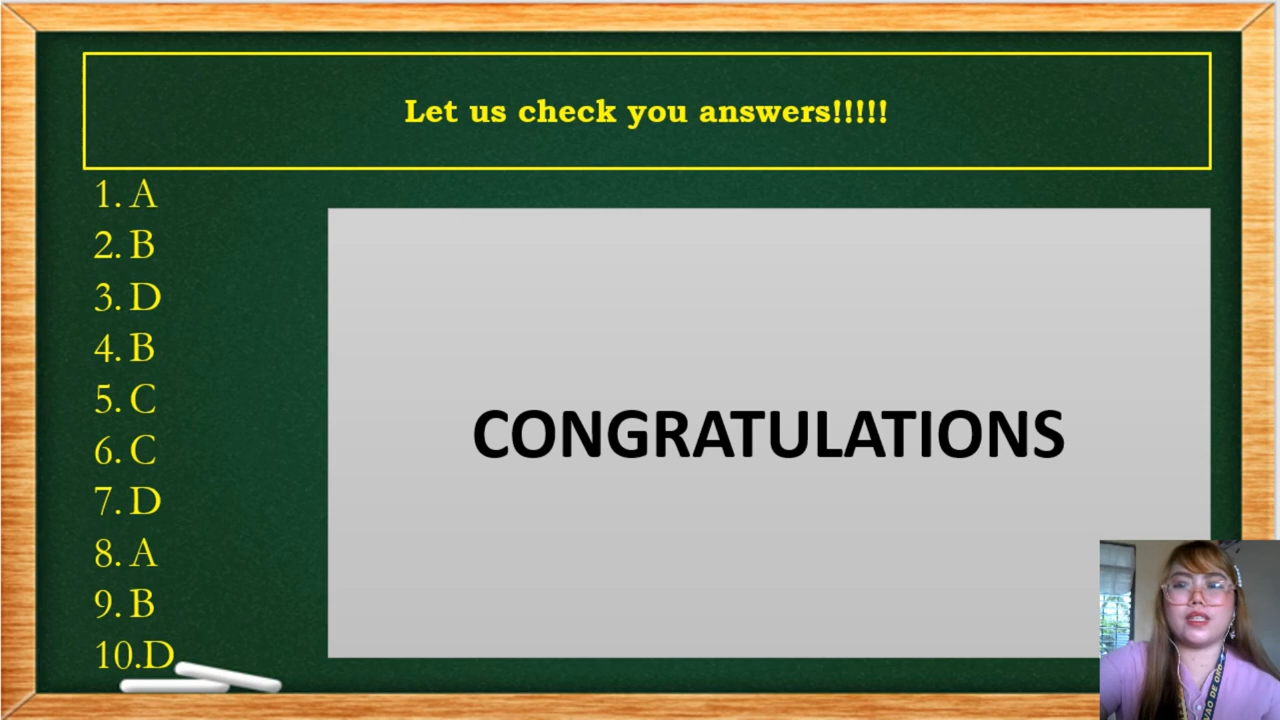 Let us check you answers!!!!!
1. A
2. B
3. D
4. B
5. C
6. C
7. D
8. A
9. B
10.D
CONGRATULATIONS